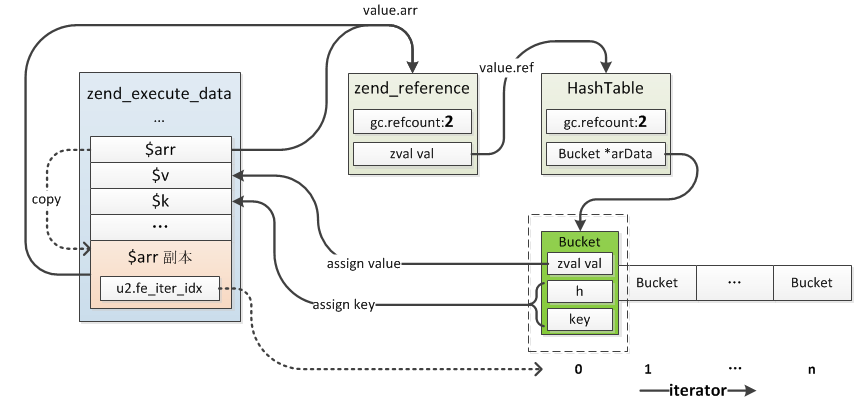 value.arr
value.ref
zend_execute_data
...
$arr
$v
$k
...
$arr 副本
u2.fe_iter_idx
copy
zend_reference
gc.refcount:2
zval val
HashTable
gc.refcount:2
Bucket *arData
assign value
assign key
Bucket
zval val
h
key
Bucket
...
Bucket
0
1
...
n
iterator